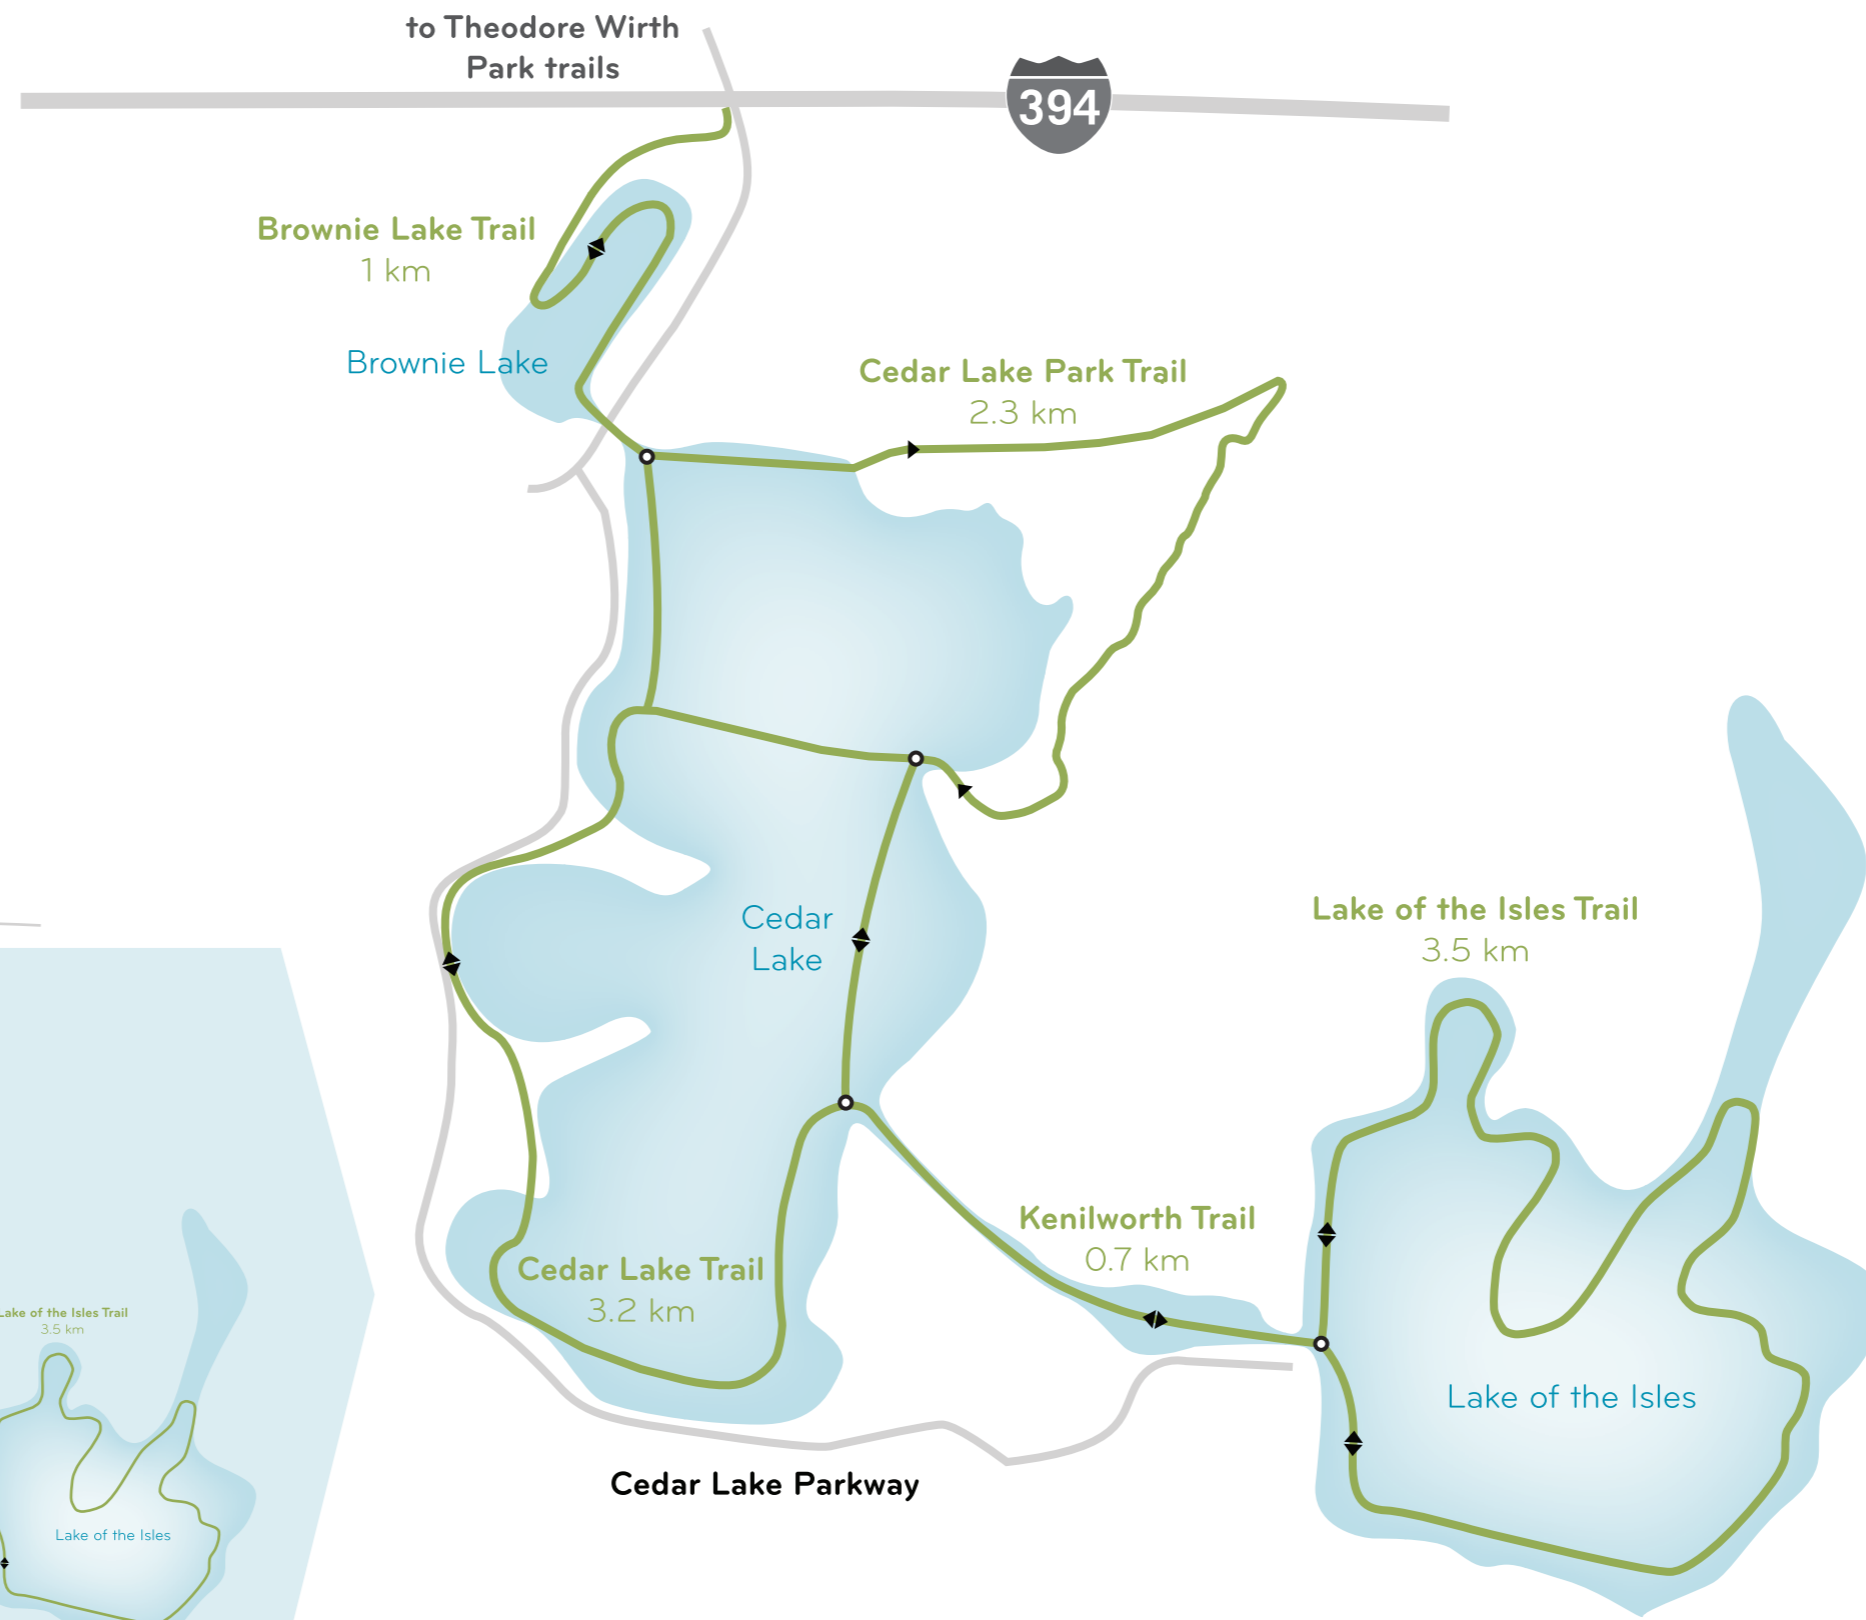 to Theodore Wirth
Park trails
394
Brownie Lake Trail
1 km
Brownie Lake
Cedar Lake Park Trail
2.3 km
Cedar
Lake
Lake of the Isles Trail
3.5 km
Kenilworth Trail
0.7 km
Cedar Lake Trail
3.2 km
Lake of the Isles
Cedar Lake Parkway
Lake of the Isles Trail
3.5 km
Lake of the Isles